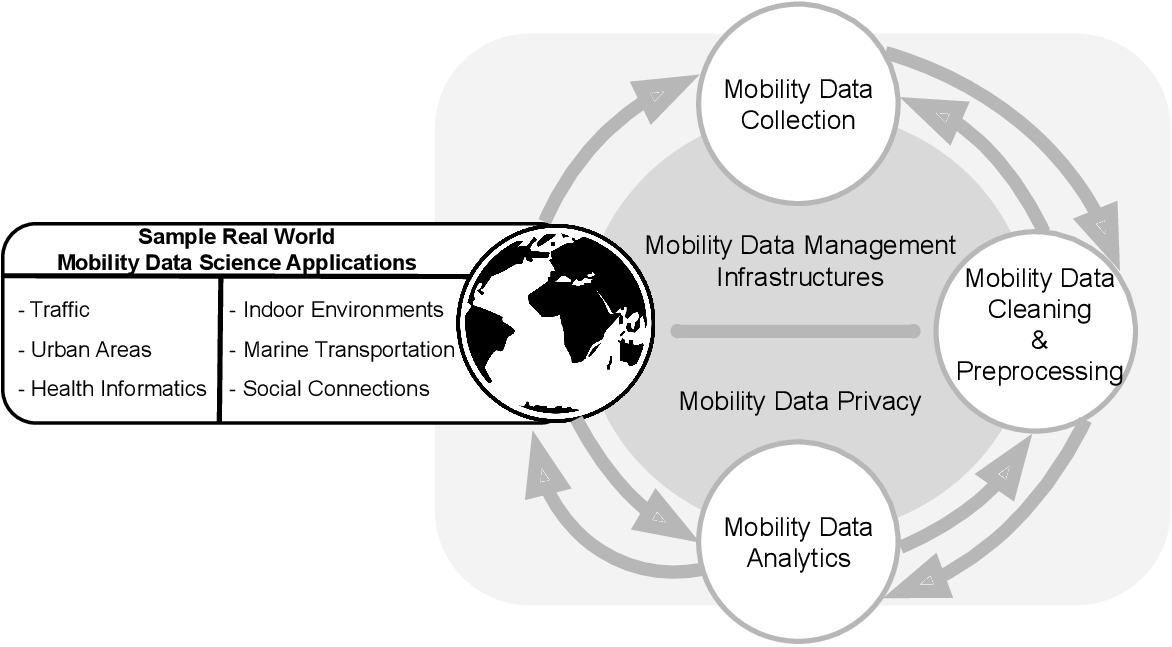 Mobility Data
Collection
Sample Real World
Mobility Data Science Applications
- Traffic
- Urban Areas
- Health Informatics
- Indoor Environments
- Marine Transportation
- Social Connections
Mobility Data Management
Infrastructures
Mobility Data Privacy
Mobility Data
Cleaning
&
Preprocessing
Mobility Data
Analytics